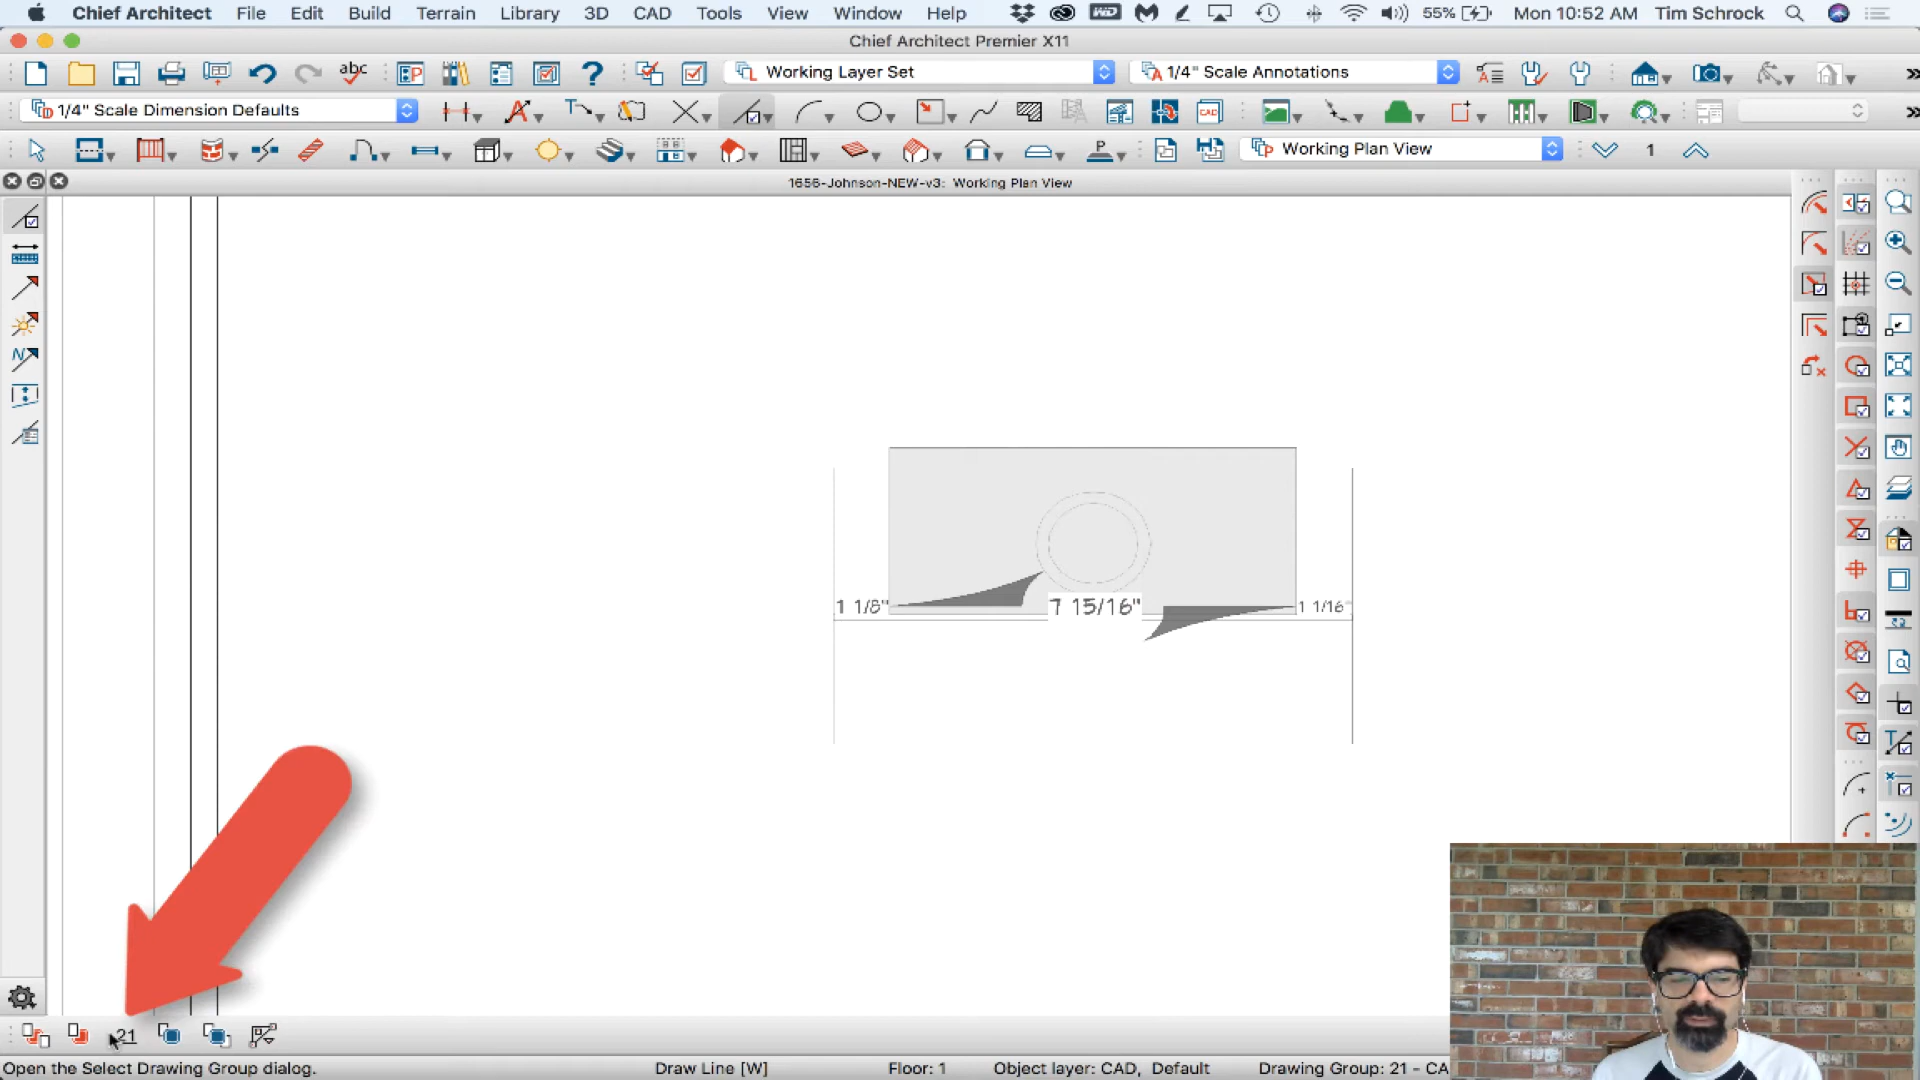 Chief Architect File Edit Build Terrain Library 3D CAD Tools View Window Help WD 55% Mon 10:52 AM Tim Schrock
Chief Architect Premier X11
abc P ? Working Layer Set 1/4" Scale Annotations
1/4" Scale Dimension Defaults CAD
P Working Plan View 1
1656-Johnson-NEW-v3: Working Plan View
1 1/8" 7 15/16" 1 1/16"
21
Open the Select Drawing Group dialog. Draw Line [W] Floor: 1 Object layer: CAD, Default Drawing Group: 21 - CA